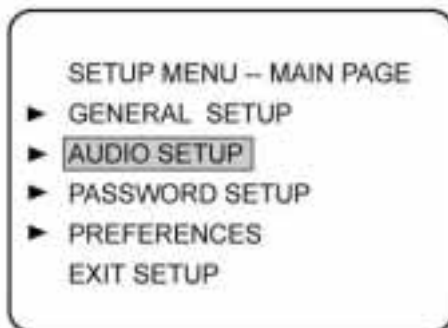 SETUP MENU – MAIN PAGE
GENERAL SETUP
AUDIO SETUP
PASSWORD SETUP
PREFERENCES
EXIT SETUP